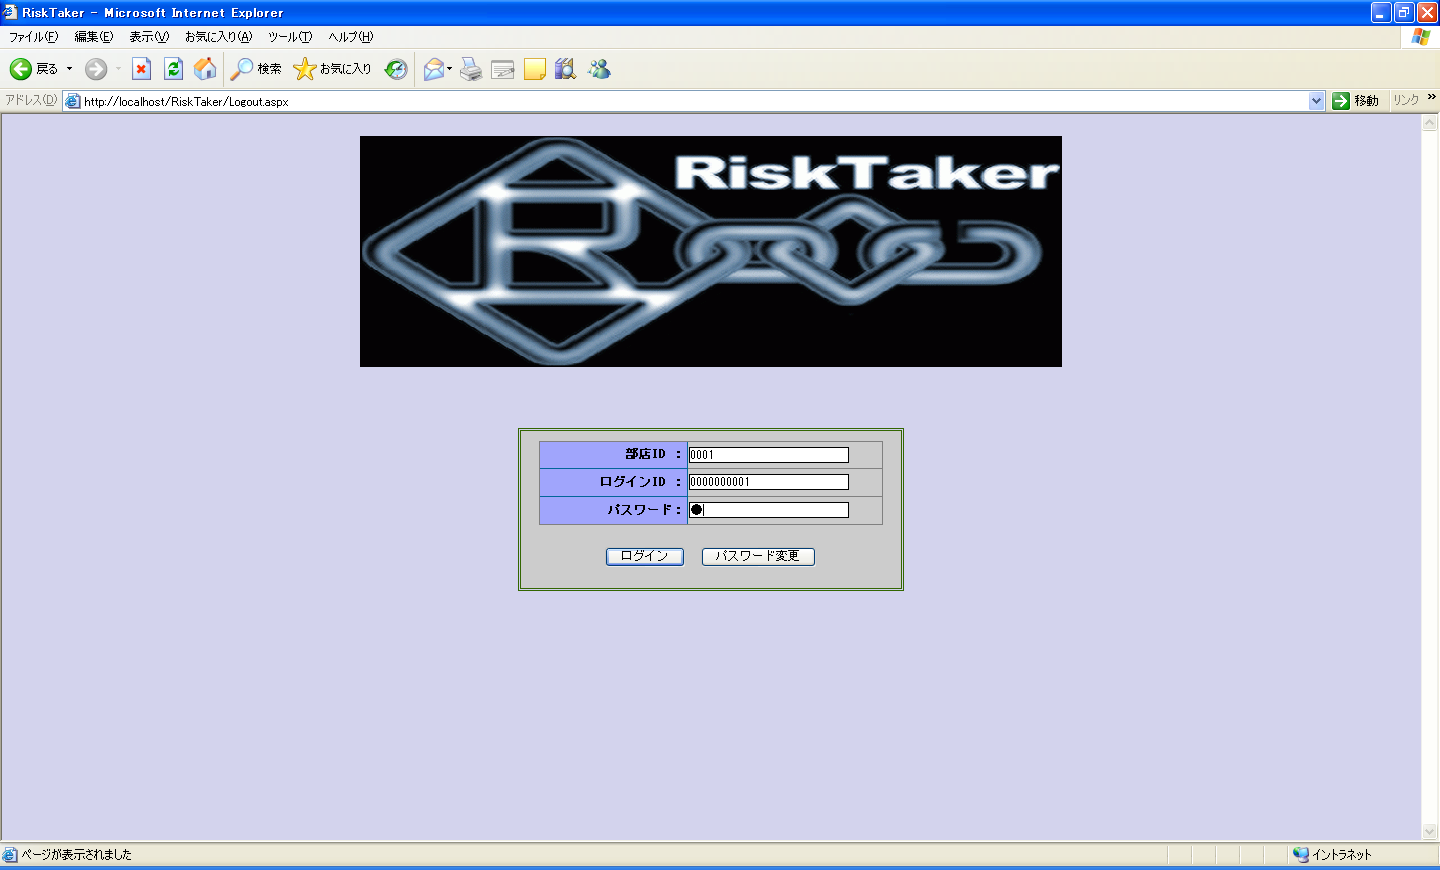 RiskTaker - Microsoft Internet Explorer
ファイル(F) 編集(E) 表示(V) お気に入り(A) ツール(T) ヘルプ(H)
戻る 検索 お気に入り
アドレス(D) http://localhost/RiskTaker/Logout.aspx 移動 リンク »
RiskTaker
部店ID : 0001
ログインID : 0000000001
パスワード : ●
ログイン パスワード変更
ページが表示されました イントラネット